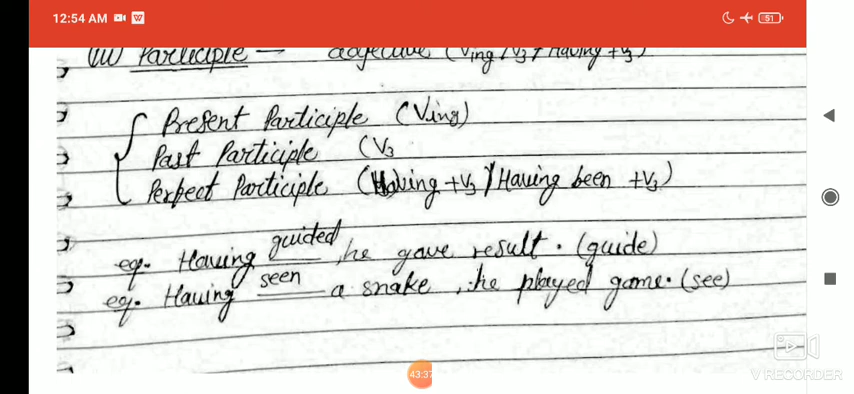 12:54 AM
51
(iii) Participle — adjective (Ving / V3 / Having + V3)
Present Participle (Ving)
Past Participle (V3
Perfect Participle (Having + V3 / Having been + V3)
eg. Having guided, he gave result. (guide)
eg. Having seen a snake, he played game. (see)
43:37
V RECORDER